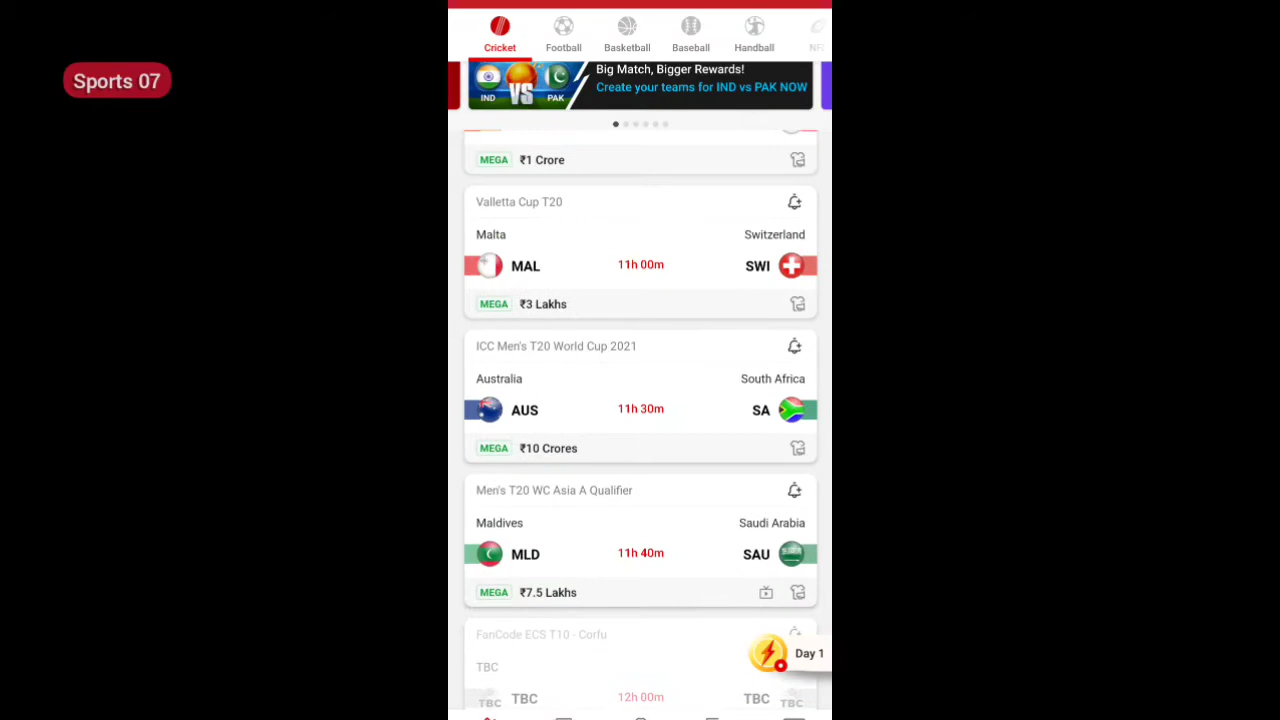 Sports 07
Cricket Football Basketball Baseball Handball NFL
IND VS PAK
Big Match, Bigger Rewards!
Create your teams for IND vs PAK NOW
MEGA ₹1 Crore
Valletta Cup T20
Malta Switzerland
MAL 11h 00m SWI
MEGA ₹3 Lakhs
ICC Men's T20 World Cup 2021
Australia South Africa
AUS 11h 30m SA
MEGA ₹10 Crores
Men's T20 WC Asia A Qualifier
Maldives Saudi Arabia
MLD 11h 40m SAU
MEGA ₹7.5 Lakhs
FanCode ECS T10 - Corfu
Day 1
TBC
TBC TBC 12h 00m TBC TBC